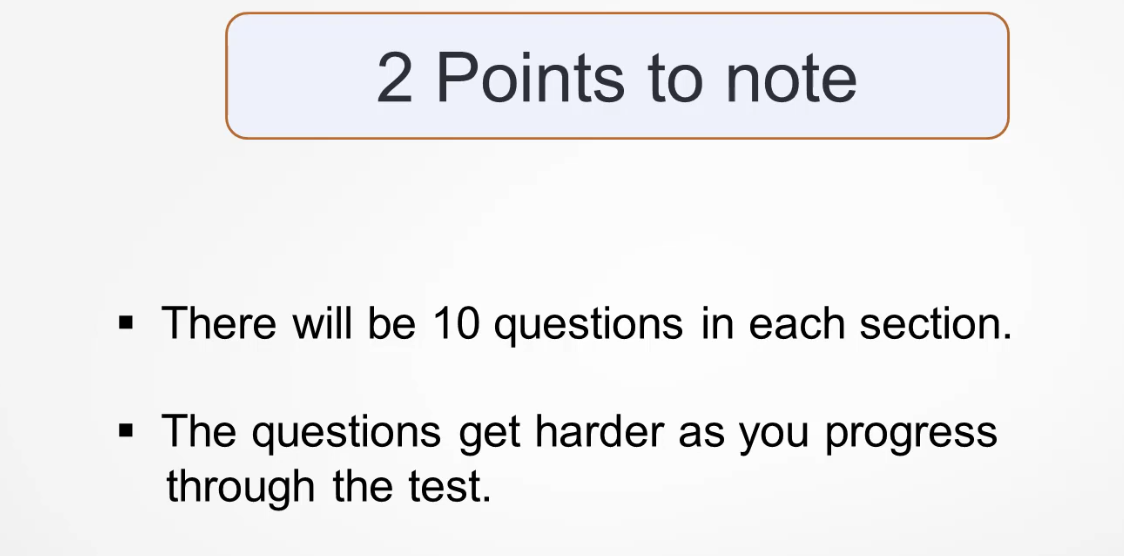 2 Points to note
▪ There will be 10 questions in each section.
▪ The questions get harder as you progress
through the test.